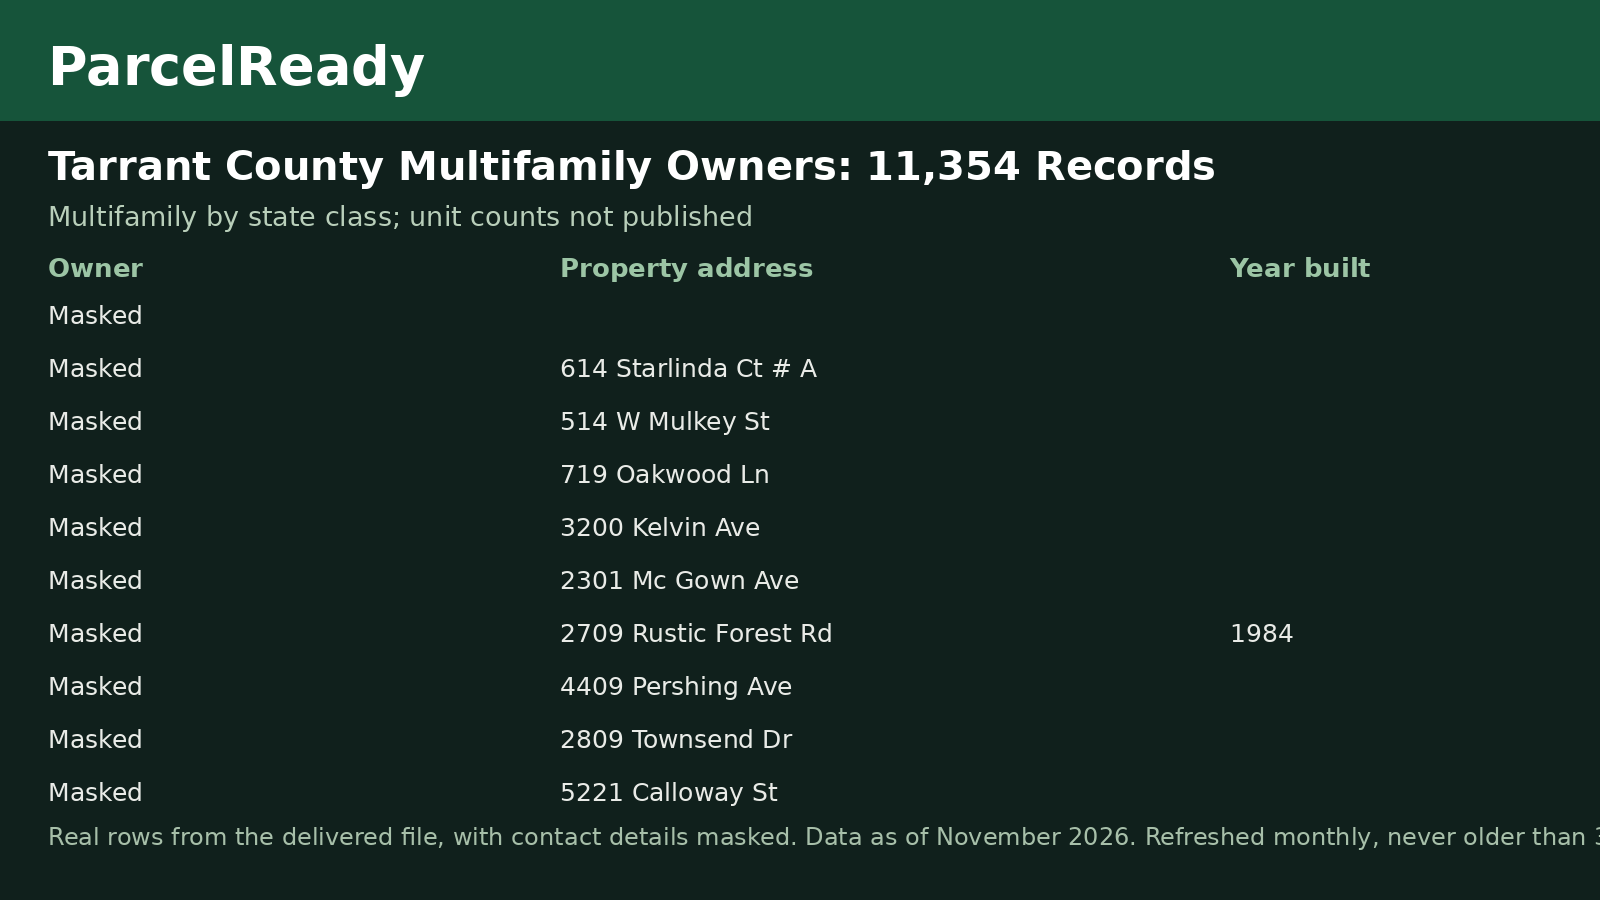 ParcelReady
Tarrant County Multifamily Owners: 11,354 Records
Multifamily by state class; unit counts not published
Owner Property address Year built
Masked
Masked 614 Starlinda Ct # A
Masked 514 W Mulkey St
Masked 719 Oakwood Ln
Masked 3200 Kelvin Ave
Masked 2301 Mc Gown Ave
Masked 2709 Rustic Forest Rd 1984
Masked 4409 Pershing Ave
Masked 2809 Townsend Dr
Masked 5221 Calloway St
Real rows from the delivered file, with contact details masked. Data as of November 2026. Refreshed monthly, never older than